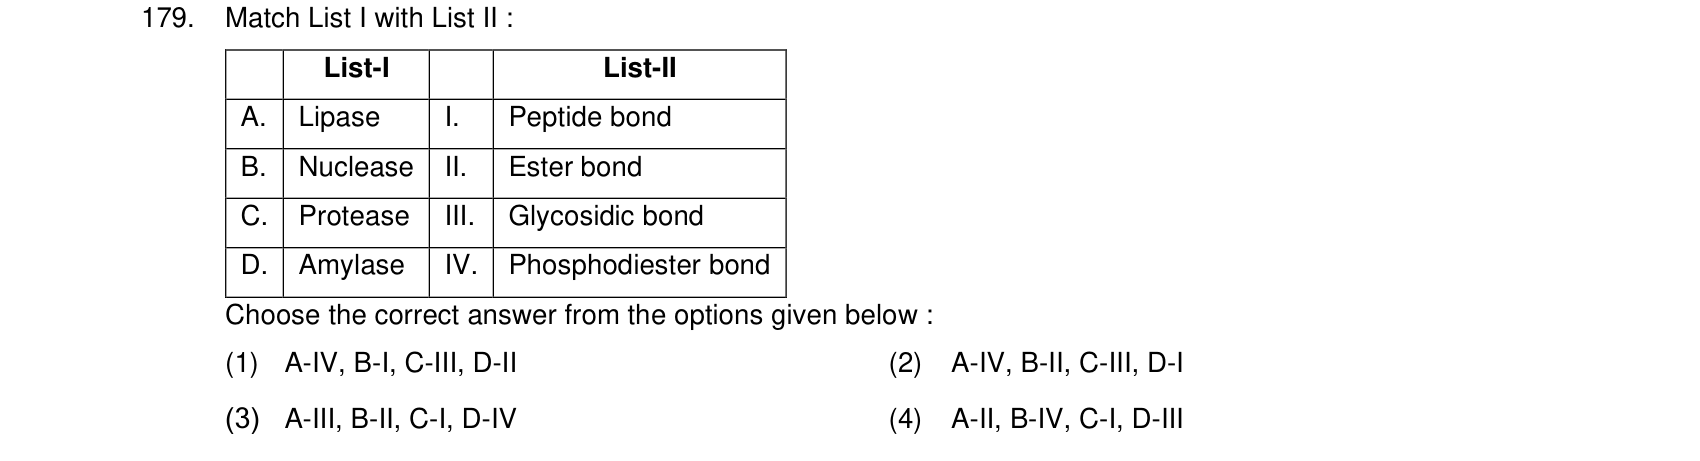 179. Match List I with List II :
List-I List-II
A. Lipase I. Peptide bond
B. Nuclease II. Ester bond
C. Protease III. Glycosidic bond
D. Amylase IV. Phosphodiester bond
Choose the correct answer from the options given below :
(1) A-IV, B-I, C-III, D-II (2) A-IV, B-II, C-III, D-I
(3) A-III, B-II, C-I, D-IV (4) A-II, B-IV, C-I, D-III